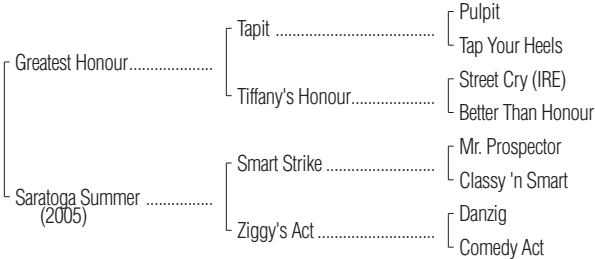 Pulpit
Tapit ....................................
Tap Your Heels
Greatest Honour...................
Street Cry (IRE)
Tiffany's Honour...................
Better Than Honour
Mr. Prospector
Smart Strike ........................
Classy 'n Smart
Saratoga Summer ...............
(2005)
Danzig
Ziggy's Act ..........................
Comedy Act